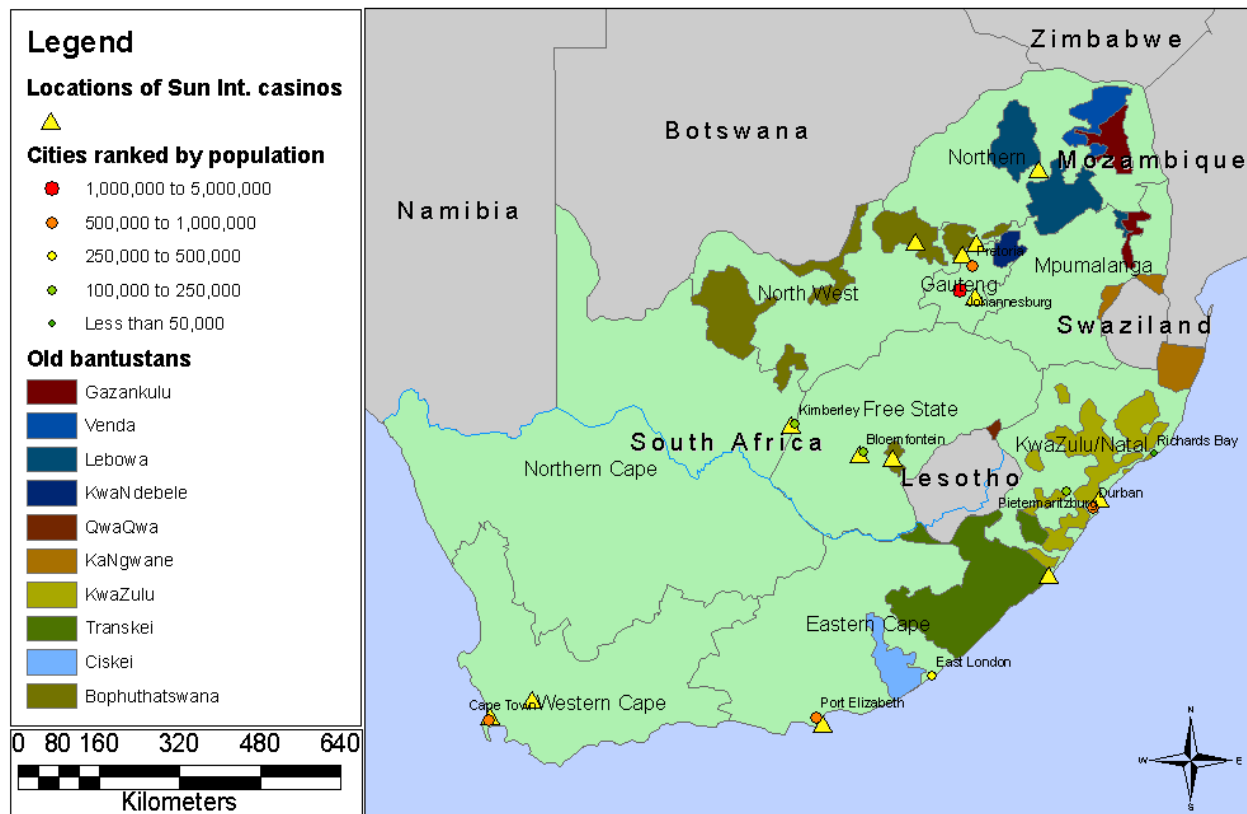 Legend
Locations of Sun Int. casinos
Cities ranked by population
1,000,000 to 5,000,000
500,000 to 1,000,000
250,000 to 500,000
100,000 to 250,000
Less than 50,000
Old bantustans
Gazankulu
Venda
Lebowa
KwaNdebele
QwaQwa
KaNgwane
KwaZulu
Transkei
Ciskei
Bophuthatswana
0 80 160 320 480 640
Kilometers
Zimbabwe
Botswana
Northern
Mozambique
Namibia
Pretoria
Mpumalanga
Gauteng
North West
Johannesburg
Swaziland
Kimberley
Free State
South Africa
Bloemfontein
KwaZulu/Natal
Richards Bay
Northern Cape
Lesotho
Durban
Pietermaritzburg
Eastern Cape
East London
Cape Town
Western Cape
Port Elizabeth
N
W
E
S